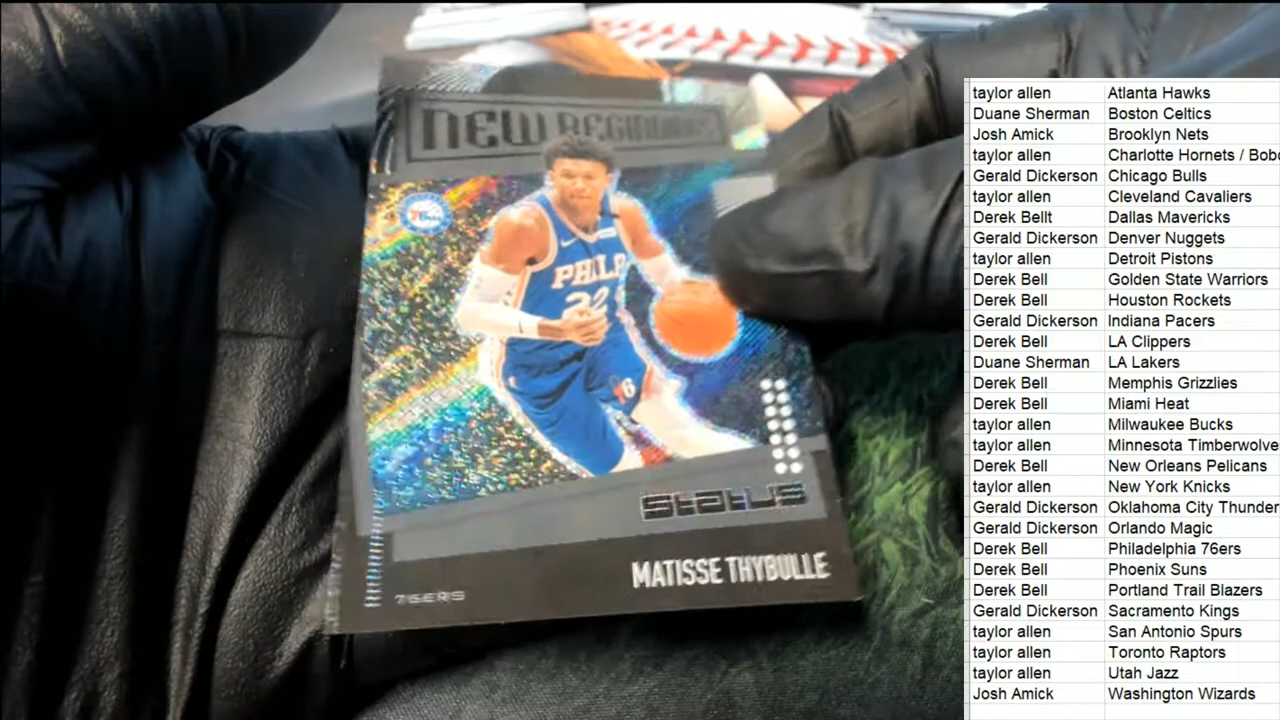 NEW BEGINNINGS
76ers
PHILA
22
76
STATUS
MATISSE THYBULLE
76ERS
taylor allen Atlanta Hawks
Duane Sherman Boston Celtics
Josh Amick Brooklyn Nets
taylor allen Charlotte Hornets / Bobc
Gerald Dickerson Chicago Bulls
taylor allen Cleveland Cavaliers
Derek Bellt Dallas Mavericks
Gerald Dickerson Denver Nuggets
taylor allen Detroit Pistons
Derek Bell Golden State Warriors
Derek Bell Houston Rockets
Gerald Dickerson Indiana Pacers
Derek Bell LA Clippers
Duane Sherman LA Lakers
Derek Bell Memphis Grizzlies
Derek Bell Miami Heat
taylor allen Milwaukee Bucks
taylor allen Minnesota Timberwolve
Derek Bell New Orleans Pelicans
taylor allen New York Knicks
Gerald Dickerson Oklahoma City Thunder
Gerald Dickerson Orlando Magic
Derek Bell Philadelphia 76ers
Derek Bell Phoenix Suns
Derek Bell Portland Trail Blazers
Gerald Dickerson Sacramento Kings
taylor allen San Antonio Spurs
taylor allen Toronto Raptors
taylor allen Utah Jazz
Josh Amick Washington Wizards